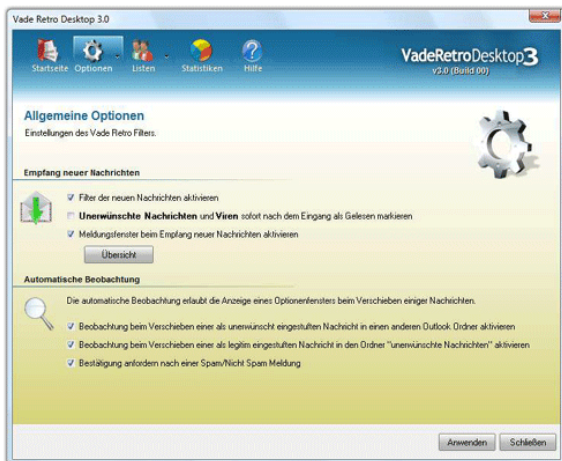 Vade Retro Desktop 3.0
Startseite Optionen Listen Statistiken Hilfe
VadeRetroDesktop3
v3.0 (Build 00)
Allgemeine Optionen
Einstellungen des Vade Retro Filters.
Empfang neuer Nachrichten
Filter der neuen Nachrichten aktivieren
Unerwünschte Nachrichten und Viren sofort nach dem Eingang als Gelesen markieren
Meldungsfenster beim Empfang neuer Nachrichten aktivieren
Übersicht
Automatische Beobachtung
Die automatische Beobachtung erlaubt die Anzeige eines Optionenfensters beim Verschieben einiger Nachrichten.
Beobachtung beim Verschieben einer als unerwünscht eingestuften Nachricht in einen anderen Outlook Ordner aktivieren
Beobachtung beim Verschieben einer als legitim eingestuften Nachricht in den Ordner "unerwünschte Nachrichten" aktivieren
Bestätigung anfordern nach einer Spam/Nicht Spam Meldung
Anwenden Schließen